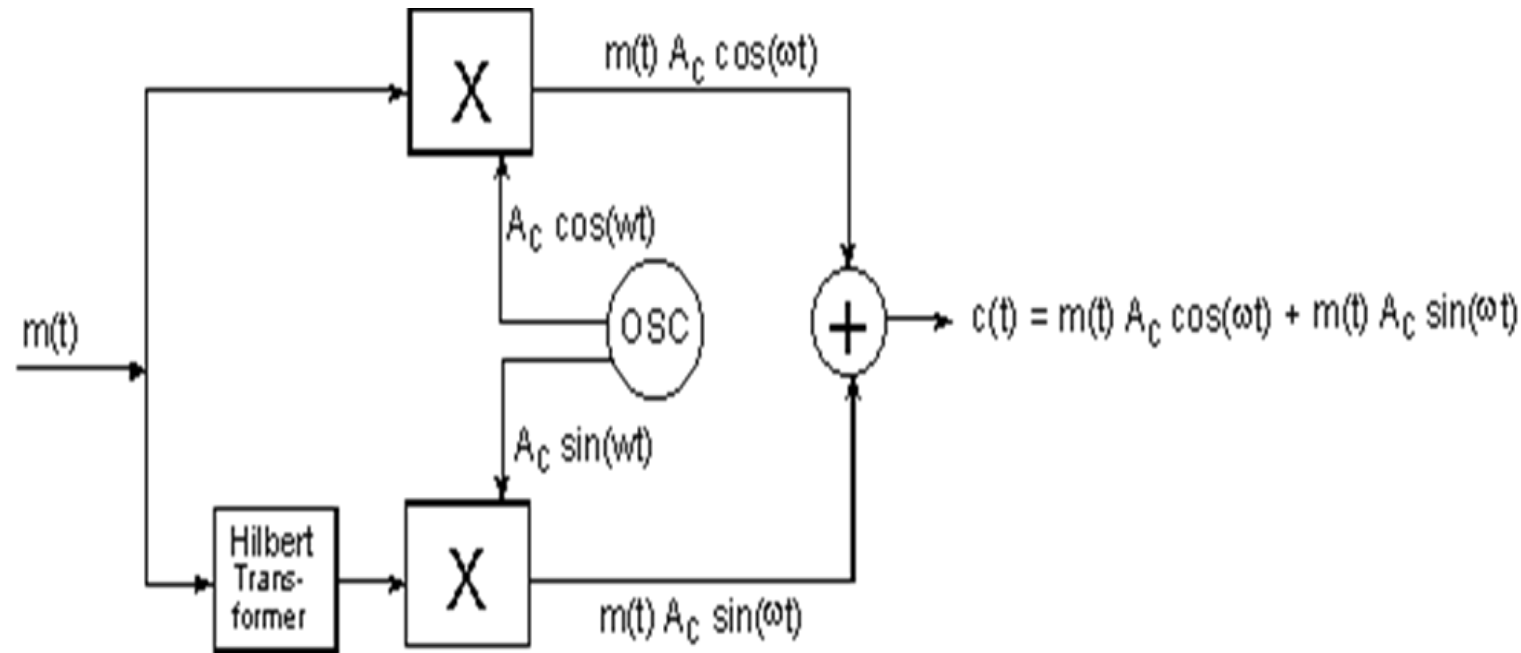 m(t) A_C cos(ωt)
X
A_C cos(wt)
OSC
m(t)
c(t) = m(t) A_C cos(ωt) + m(t) A_C sin(ωt)
+
A_C sin(wt)
Hilbert
Trans-
former
X
m(t) A_C sin(ωt)